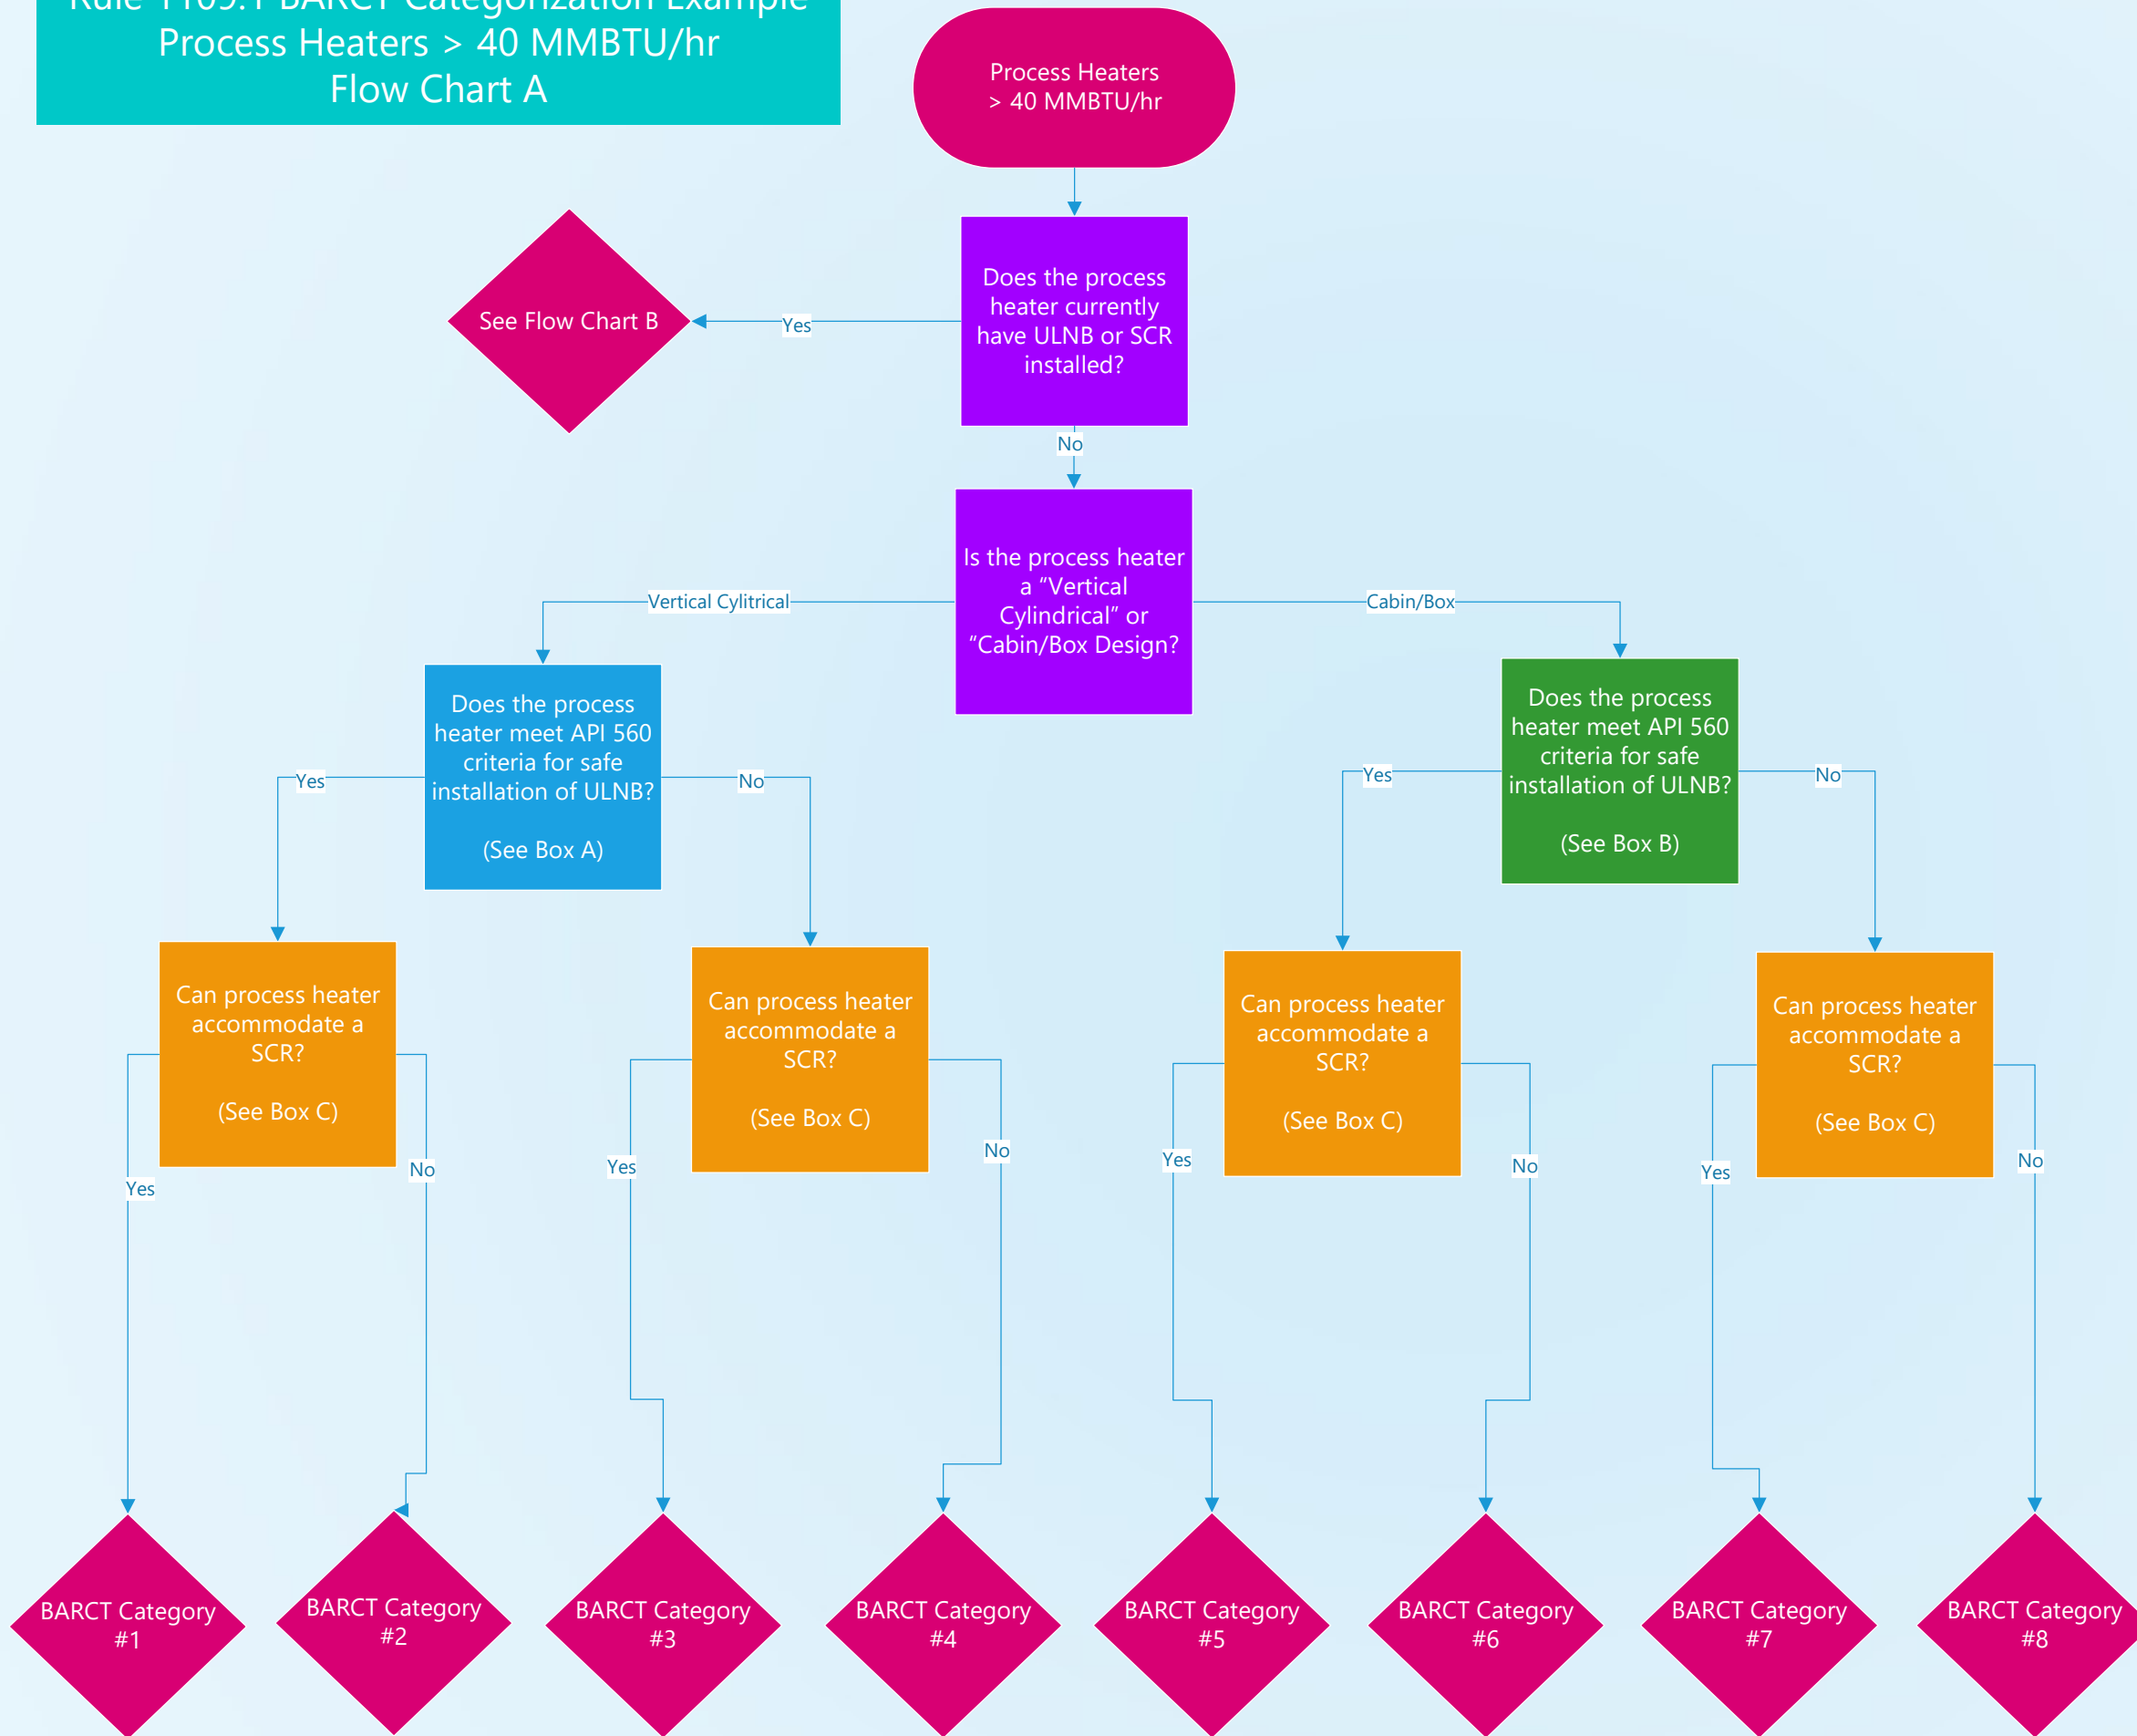 Rule 1109.1 BARCT Categorization Example
Process Heaters > 40 MMBTU/hr
Flow Chart A
Process Heaters
> 40 MMBTU/hr
Does the process
heater currently
have ULNB or SCR
installed?
Yes
See Flow Chart B
No
Is the process heater
a “Vertical
Cylindrical” or
“Cabin/Box Design?
Vertical Cylitrical
Cabin/Box
Does the process
heater meet API 560
criteria for safe
installation of ULNB?
(See Box A)
Does the process
heater meet API 560
criteria for safe
installation of ULNB?
(See Box B)
Yes
No
Yes
No
Can process heater
accommodate a
SCR?
(See Box C)
Can process heater
accommodate a
SCR?
(See Box C)
Can process heater
accommodate a
SCR?
(See Box C)
Can process heater
accommodate a
SCR?
(See Box C)
Yes
No
Yes
No
Yes
No
Yes
No
BARCT Category
#1
BARCT Category
#2
BARCT Category
#3
BARCT Category
#4
BARCT Category
#5
BARCT Category
#6
BARCT Category
#7
BARCT Category
#8